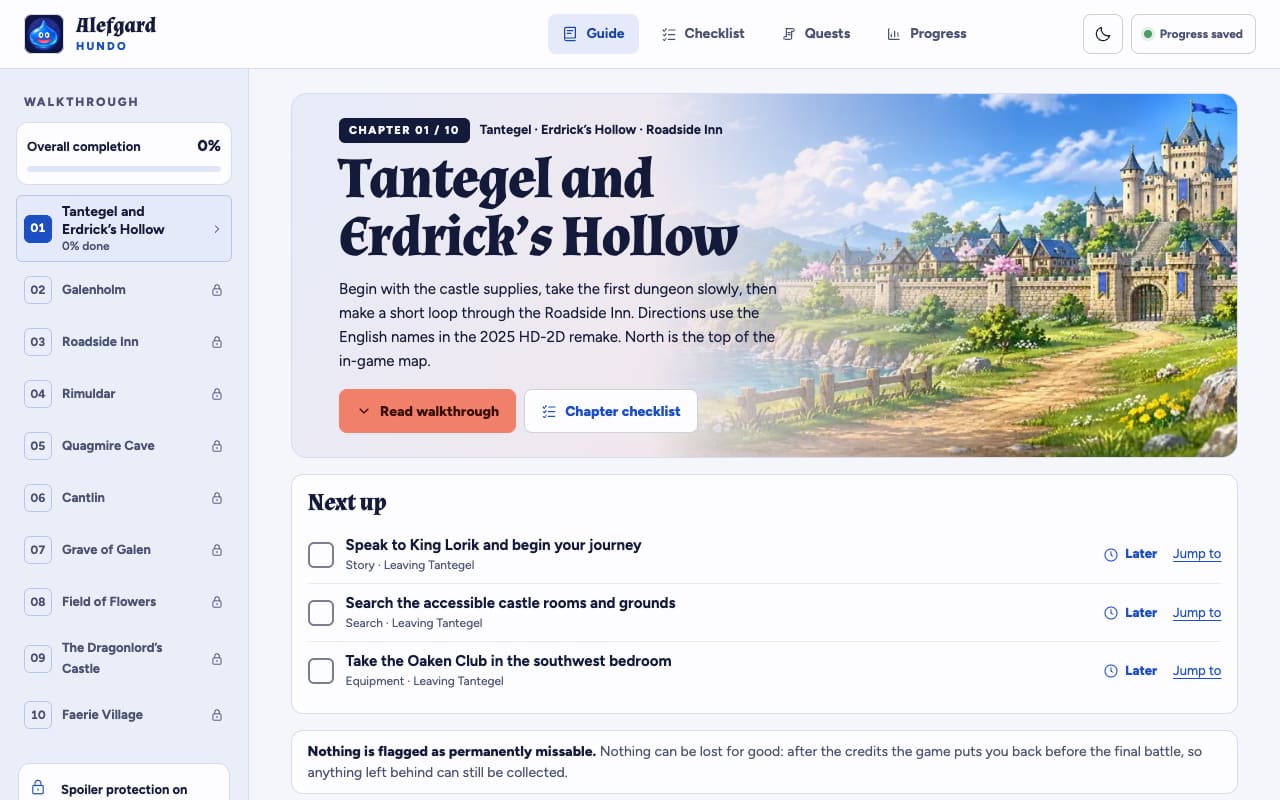 Alefgard
HUNDO
Guide
Checklist
Quests
Progress
Progress saved
WALKTHROUGH
Overall completion 0%
01 Tantegel and
Erdrick's Hollow
0% done
02 Galenholm
03 Roadside Inn
04 Rimuldar
05 Quagmire Cave
06 Cantlin
07 Grave of Galen
08 Field of Flowers
09 The Dragonlord's
Castle
10 Faerie Village
Spoiler protection on
CHAPTER 01 / 10 Tantegel · Erdrick's Hollow · Roadside Inn
Tantegel and
Erdrick's Hollow
Begin with the castle supplies, take the first dungeon slowly, then
make a short loop through the Roadside Inn. Directions use the
English names in the 2025 HD-2D remake. North is the top of the
in-game map.
Read walkthrough
Chapter checklist
Next up
Speak to King Lorik and begin your journey
Story · Leaving Tantegel
Later Jump to
Search the accessible castle rooms and grounds
Search · Leaving Tantegel
Later Jump to
Take the Oaken Club in the southwest bedroom
Equipment · Leaving Tantegel
Later Jump to
Nothing is flagged as permanently missable. Nothing can be lost for good: after the credits the game puts you back before the final battle, so
anything left behind can still be collected.